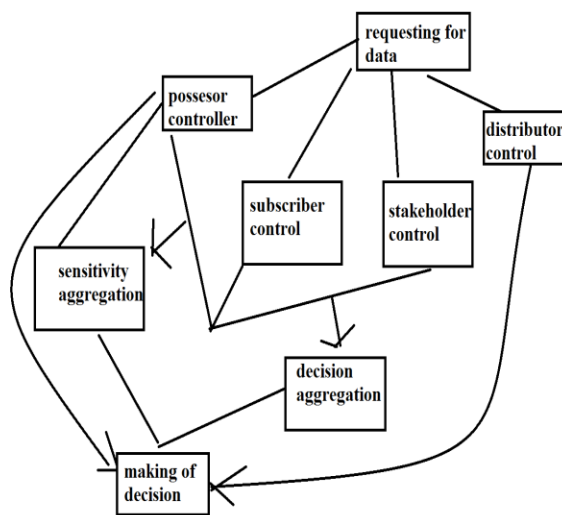 requesting for
data
possesor
controller
distributor
control
subscriber
control
stakeholder
control
sensitivity
aggregation
decision
aggregation
making of
decision